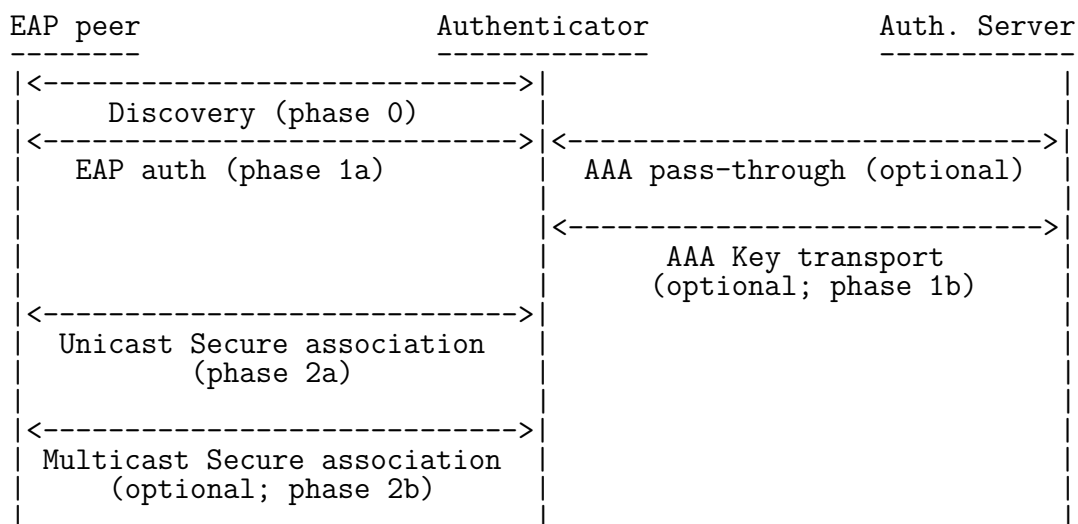 EAP peer Authenticator Auth. Server
-------- ------------- ------------
|<----------------------------->| |
| Discovery (phase 0) | |
|<----------------------------->|<----------------------------->|
| EAP auth (phase 1a) | AAA pass-through (optional) |
| | |
| |<----------------------------->|
| | AAA Key transport |
| | (optional; phase 1b) |
|<----------------------------->| |
| Unicast Secure association | |
| (phase 2a) | |
| | |
|<----------------------------->| |
| Multicast Secure association | |
| (optional; phase 2b) | |
| | |